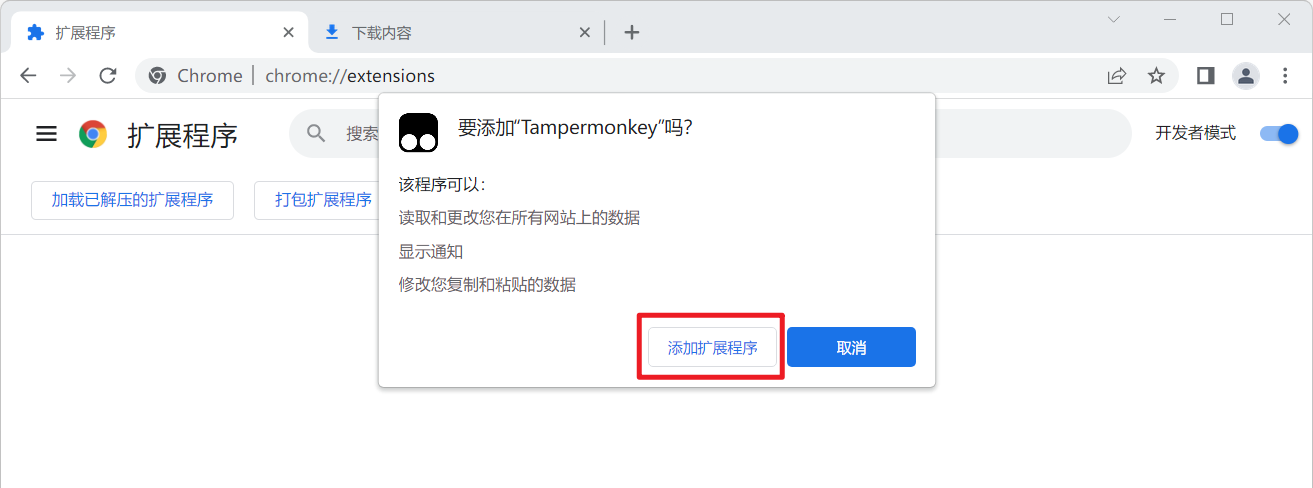 扩展程序
下载内容
Chrome | chrome://extensions
扩展程序
搜索
开发者模式
加载已解压的扩展程序
打包扩展程序
要添加“Tampermonkey”吗?
该程序可以:
读取和更改您在所有网站上的数据
显示通知
修改您复制和粘贴的数据
添加扩展程序
取消